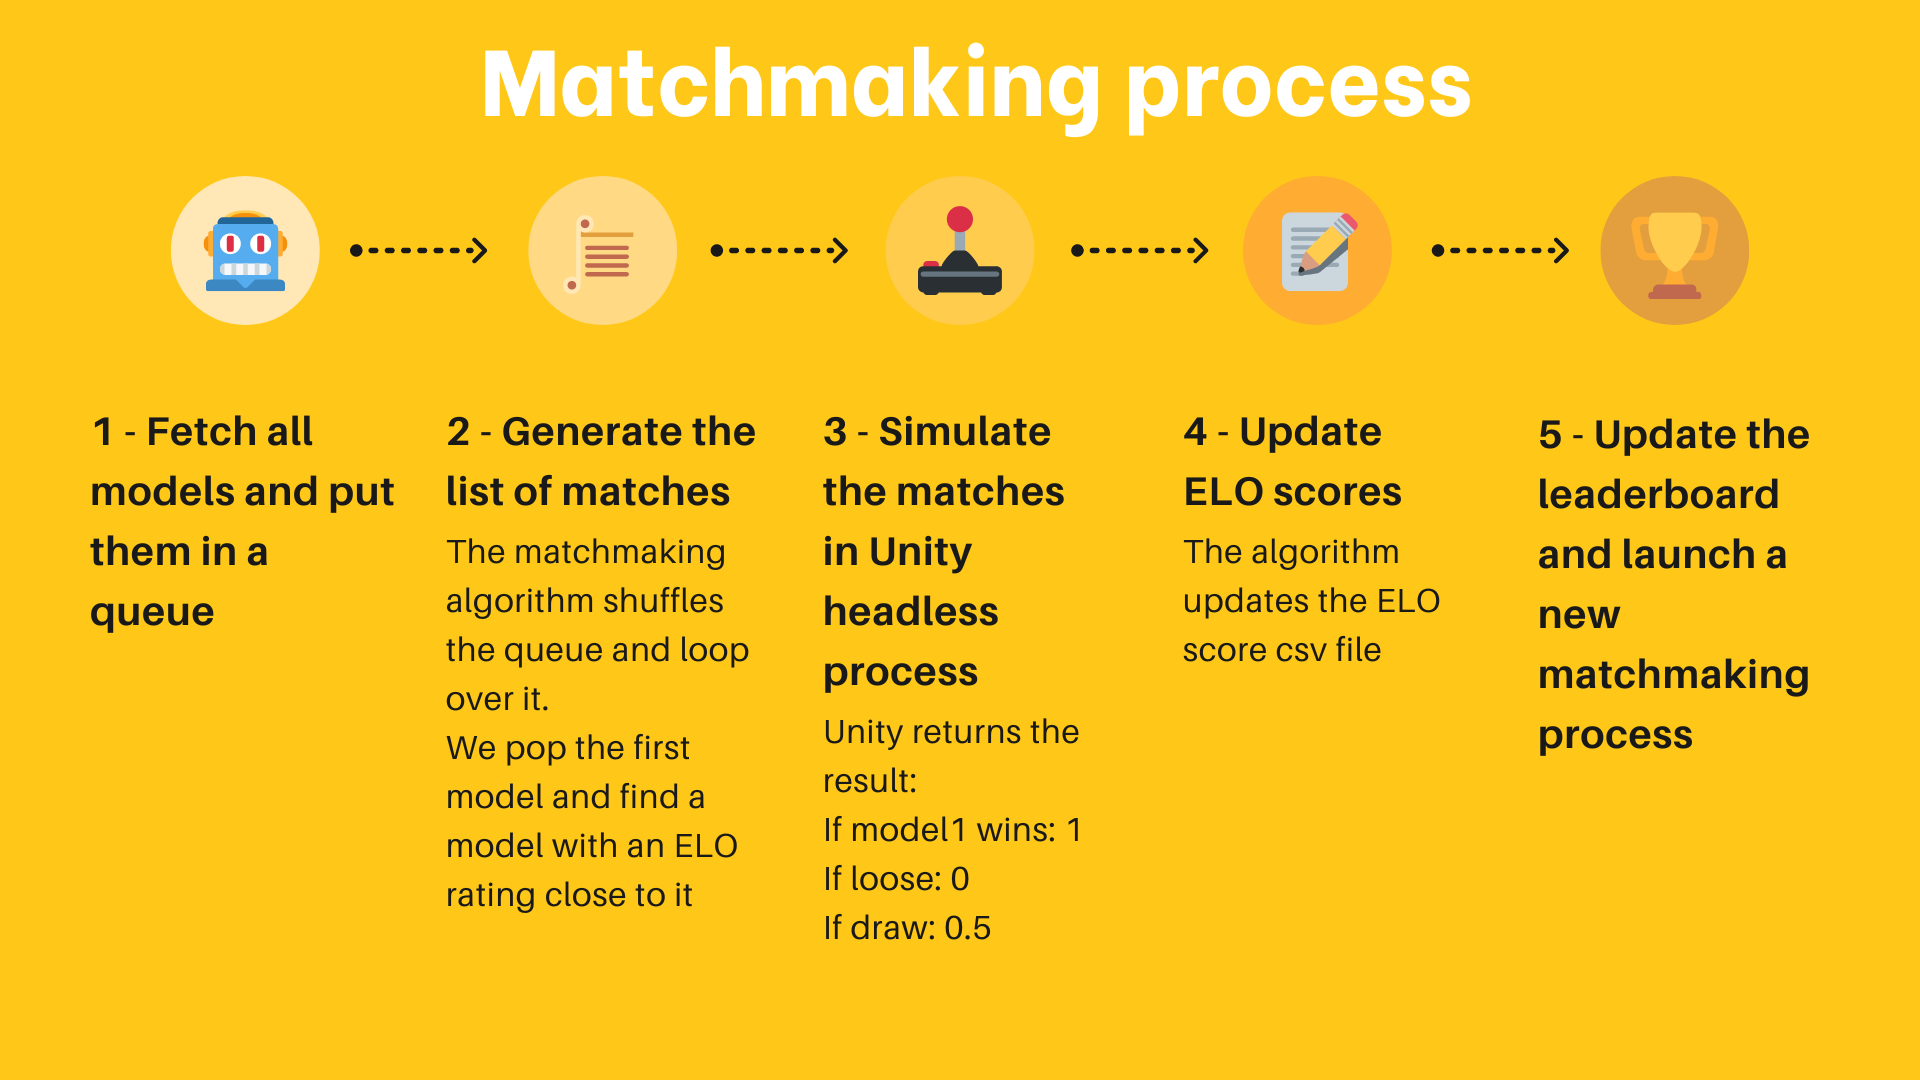 Matchmaking process
1 - Fetch all
models and put
them in a
queue
2 - Generate the
list of matches
The matchmaking
algorithm shuffles
the queue and loop
over it.
We pop the first
model and find a
model with an ELO
rating close to it
3 - Simulate
the matches
in Unity
headless
process
Unity returns the
result:
If model1 wins: 1
If loose: 0
If draw: 0.5
4 - Update
ELO scores
The algorithm
updates the ELO
score csv file
5 - Update the
leaderboard
and launch a
new
matchmaking
process